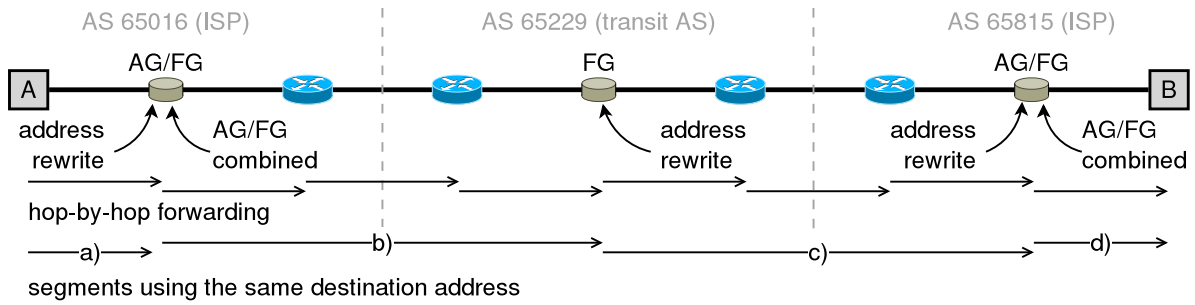 AS 65016 (ISP)
AS 65229 (transit AS)
AS 65815 (ISP)
AG/FG
FG
AG/FG
A
B
address
rewrite
AG/FG
combined
address
rewrite
address
rewrite
AG/FG
combined
hop-by-hop forwarding
a)
b)
c)
d)
segments using the same destination address